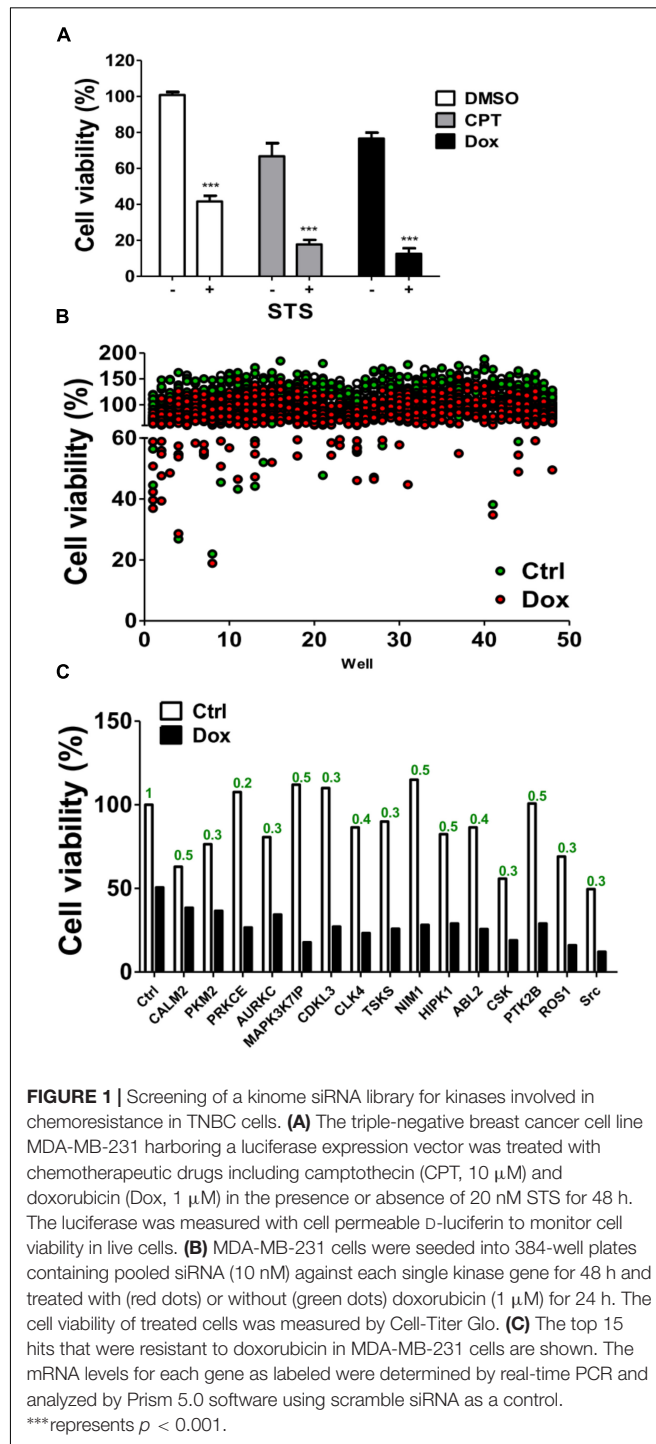 A
Cell viability (%)
120
100
80
60
40
20
0
DMSO
CPT
Dox
***
***
***
- + - + - +
STS
B
Cell viability (%)
200
150
100
60
40
20
0
Ctrl
Dox
0 10 20 30 40 50
Well
C
Cell viability (%)
150
100
50
0
Ctrl
Dox
1 0.5 0.3 0.2 0.3 0.5 0.3 0.4 0.3 0.5 0.5 0.4 0.3 0.5 0.3 0.3
Ctrl CALM2 PKM2 PRKCE AURKC MAPK3K7IP CDKL3 CLK4 TSKS NIM1 HIPK1 ABL2 CSK PTK2B ROS1 Src
FIGURE 1 | Screening of a kinome siRNA library for kinases involved in
chemoresistance in TNBC cells. (A) The triple-negative breast cancer cell line
MDA-MB-231 harboring a luciferase expression vector was treated with
chemotherapeutic drugs including camptothecin (CPT, 10 μM) and
doxorubicin (Dox, 1 μM) in the presence or absence of 20 nM STS for 48 h.
The luciferase was measured with cell permeable D-luciferin to monitor cell
viability in live cells. (B) MDA-MB-231 cells were seeded into 384-well plates
containing pooled siRNA (10 nM) against each single kinase gene for 48 h and
treated with (red dots) or without (green dots) doxorubicin (1 μM) for 24 h. The
cell viability of treated cells was measured by Cell-Titer Glo. (C) The top 15
hits that were resistant to doxorubicin in MDA-MB-231 cells are shown. The
mRNA levels for each gene as labeled were determined by real-time PCR and
analyzed by Prism 5.0 software using scramble siRNA as a control.
***represents p < 0.001.